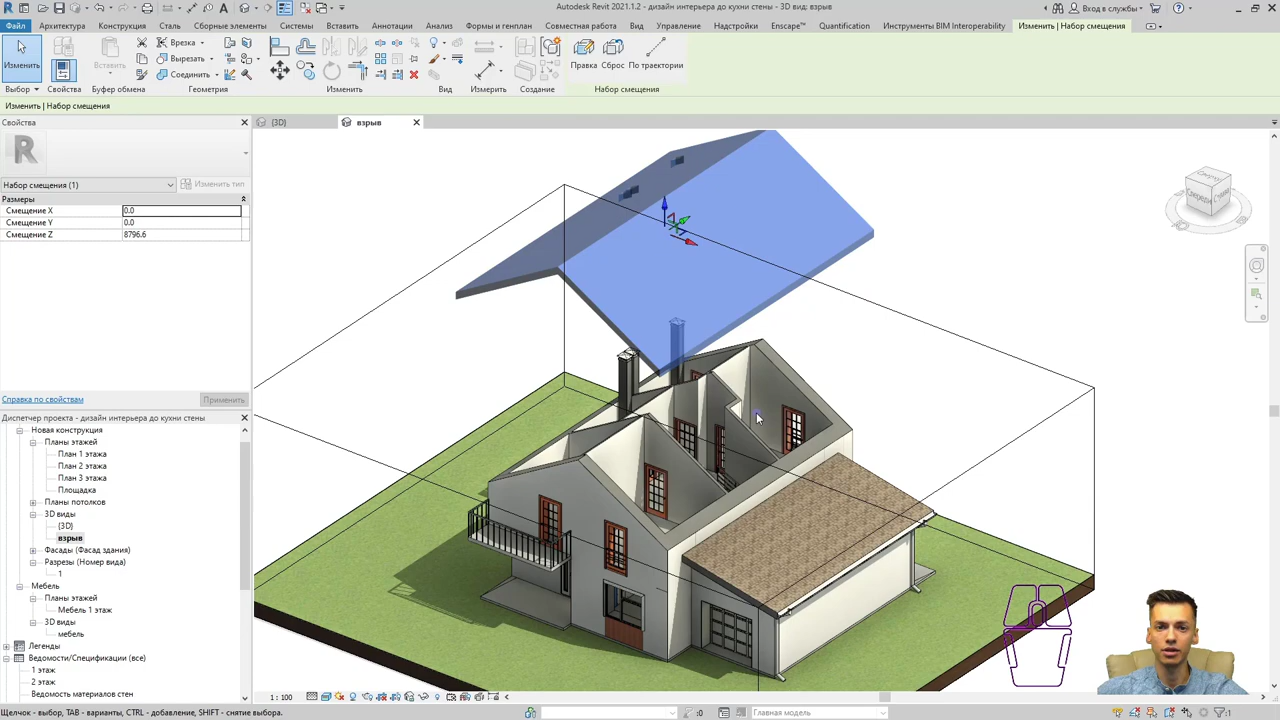 Autodesk Revit 2021.1.2 - дизайн интерьера до кухни стены - 3D вид: взрыв
Вход в службы
Файл Архитектура Конструкция Сталь Сборные элементы Системы Вставить Аннотации Анализ Формы и генплан Совместная работа Вид Управление Надстройки Enscape™ Quantification Инструменты BIM Interoperability Изменить | Набор смещения
Изменить
Вставить
Врезка
Вырезать
Соединить
Правка Сброс По траектории
Выбор Свойства Буфер обмена Геометрия Изменить Вид Измерить Создание Набор смещения
Изменить | Набор смещения
Свойства
{3D}
взрыв
Набор смещения (1)
Изменить тип
Размеры
Смещение X 0.0
Смещение Y 0.0
Смещение Z 8796.6
Справка по свойствам
Применить
Диспетчер проекта - дизайн интерьера до кухни стены
Новая конструкция
Планы этажей
План 1 этажа
План 2 этажа
План 3 этажа
Площадка
Планы потолков
3D виды
{3D}
взрыв
Фасады (Фасад здания)
Разрезы (Номер вида)
1
Мебель
Планы этажей
Мебель 1 этаж
3D виды
мебель
Легенды
Ведомости/Спецификации (все)
1 этаж
2 этаж
Ведомость материалов стен
1 : 100
Щелчок - выбор, TAB - варианты, CTRL - добавление, SHIFT - снятие выбора.
:0
Главная модель
:1